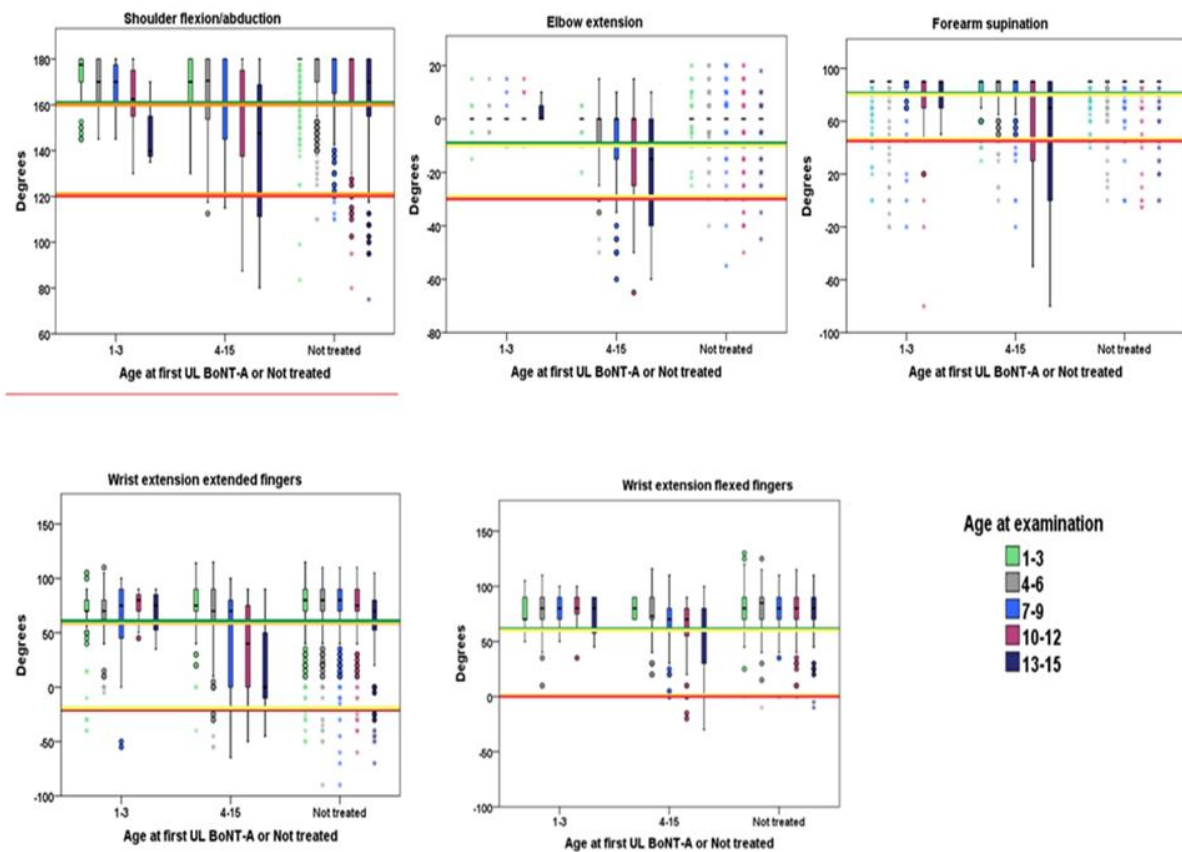 Shoulder flexion/abduction
Degrees
180
160
140
120
100
80
60
1-3
4-15
Not treated
Age at first UL BoNT-A or Not treated
Elbow extension
Degrees
20
0
-20
-40
-60
-80
1-3
4-15
Not treated
Age at first UL BoNT-A or Not treated
Forearm supination
Degrees
100
60
20
-20
-60
-100
1-3
4-15
Not treated
Age at first UL BoNT-A or Not treated
Wrist extension extended fingers
Degrees
150
100
50
0
-50
-100
1-3
4-15
Not treated
Age at first UL BoNT-A or Not treated
Wrist extension flexed fingers
Degrees
150
100
50
0
-50
-100
1-3
4-15
Not treated
Age at first UL BoNT-A or Not treated
Age at examination
1-3
4-6
7-9
10-12
13-15